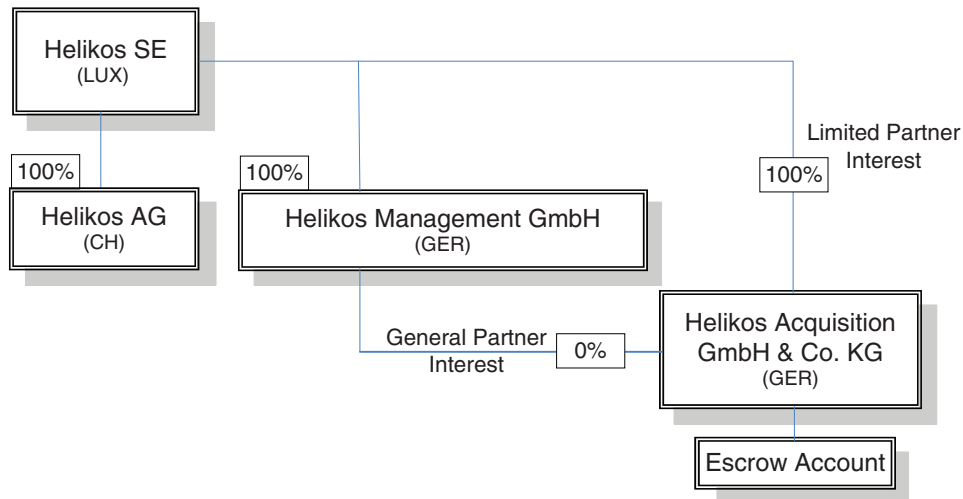 Helikos SE
(LUX)
Limited Partner
Interest
100%
100%
100%
Helikos AG
(CH)
Helikos Management GmbH
(GER)
General Partner
Interest
0%
Helikos Acquisition
GmbH & Co. KG
(GER)
Escrow Account